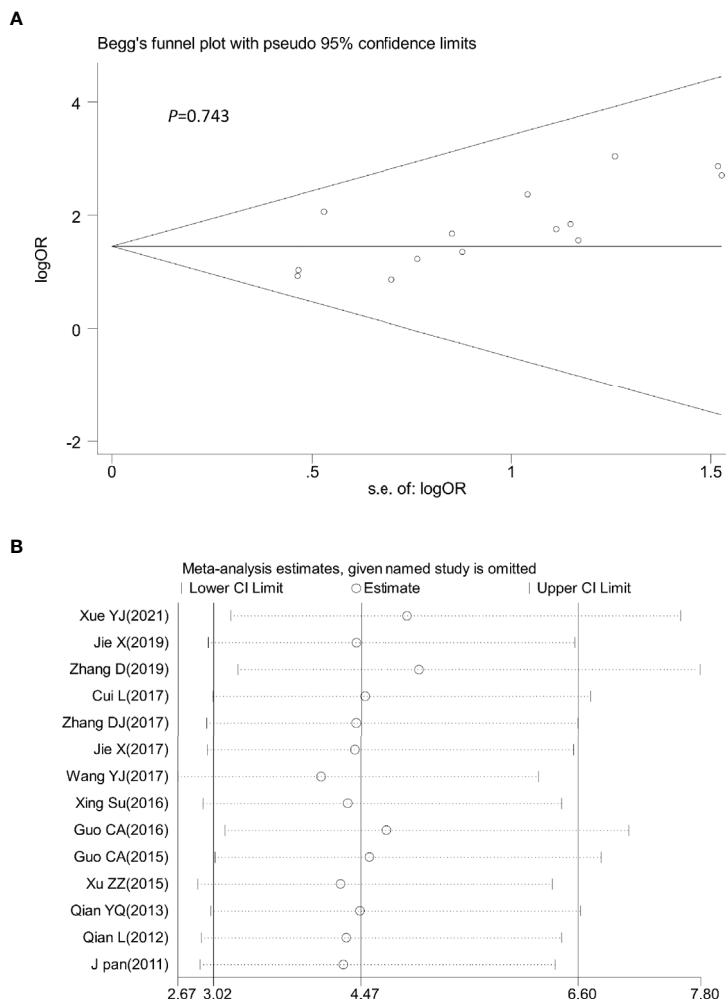 A
Begg's funnel plot with pseudo 95% confidence limits
P=0.743
4
2
0
-2
logOR
0 .5 1 1.5
s.e. of: logOR
B
Meta-analysis estimates, given named study is omitted
Lower CI Limit Estimate Upper CI Limit
Xue YJ(2021)
Jie X(2019)
Zhang D(2019)
Cui L(2017)
Zhang DJ(2017)
Jie X(2017)
Wang YJ(2017)
Xing Su(2016)
Guo CA(2016)
Guo CA(2015)
Xu ZZ(2015)
Qian YQ(2013)
Qian L(2012)
J pan(2011)
2.67 3.02 4.47 6.60 7.80